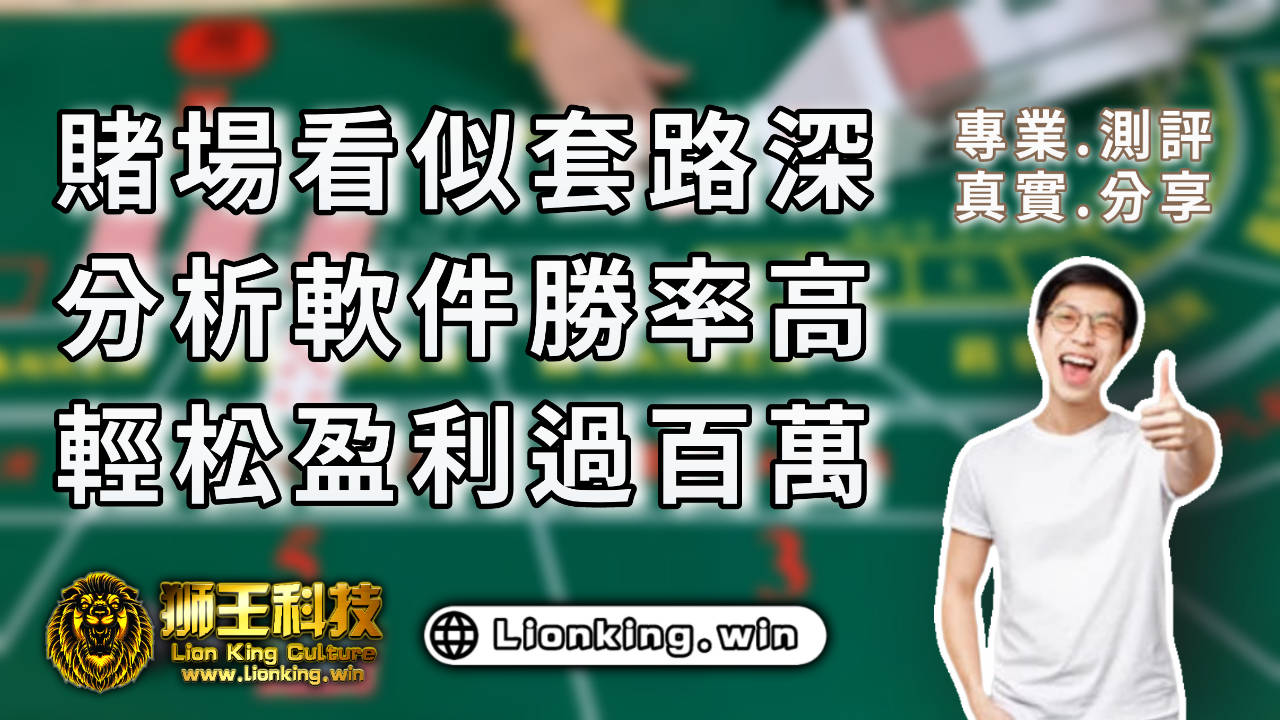 賭場看似套路深
分析軟件勝率高
輕松盈利過百萬
專業.測評
真實.分享
狮王科技
Lion King Culture
www.lionking.win
Lionking.win